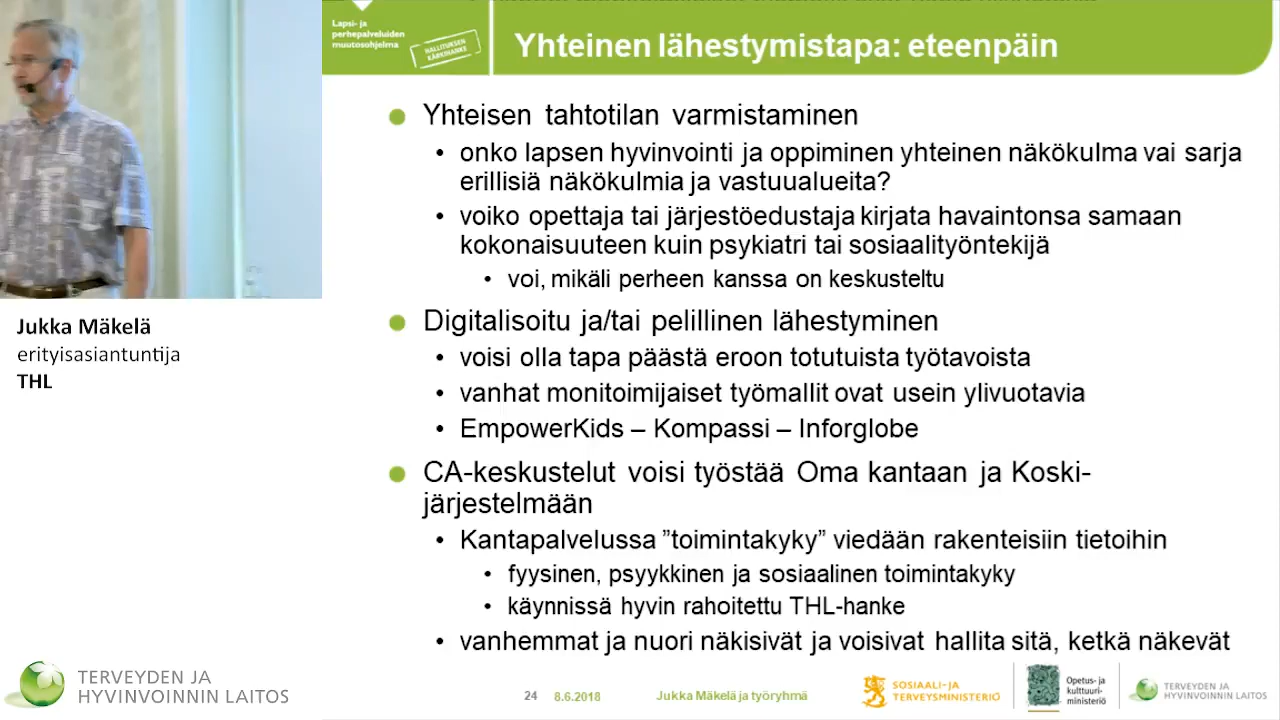 Lapsi- ja
perhepalveluiden
muutosohjelma
HALLITUKSEN
KÄRKIHANKE
Yhteinen lähestymistapa: eteenpäin
Yhteisen tahtotilan varmistaminen
onko lapsen hyvinvointi ja oppiminen yhteinen näkökulma vai sarja
erillisiä näkökulmia ja vastuualueita?
voiko opettaja tai järjestöedustaja kirjata havaintonsa samaan
kokonaisuuteen kuin psykiatri tai sosiaalityöntekijä
voi, mikäli perheen kanssa on keskusteltu
Jukka Mäkelä
erityisasiantuntija
THL
Digitalisoitu ja/tai pelillinen lähestyminen
voisi olla tapa päästä eroon totutuista työtavoista
vanhat monitoimijaiset työmallit ovat usein ylivuotavia
EmpowerKids – Kompassi – Inforglobe
CA-keskustelut voisi työstää Oma kantaan ja Koski-
järjestelmään
Kantapalvelussa ”toimintakyky” viedään rakenteisiin tietoihin
fyysinen, psyykkinen ja sosiaalinen toimintakyky
käynnissä hyvin rahoitettu THL-hanke
vanhemmat ja nuori näkisivät ja voisivat hallita sitä, ketkä näkevät
TERVEYDEN JA
HYVINVOINNIN LAITOS
24 8.6.2018 Jukka Mäkelä ja työryhmä
SOSIAALI- JA
TERVEYSMINISTERIÖ
Opetus- ja
kulttuuri-
ministeriö
TERVEYDEN JA
HYVINVOINNIN LAITOS